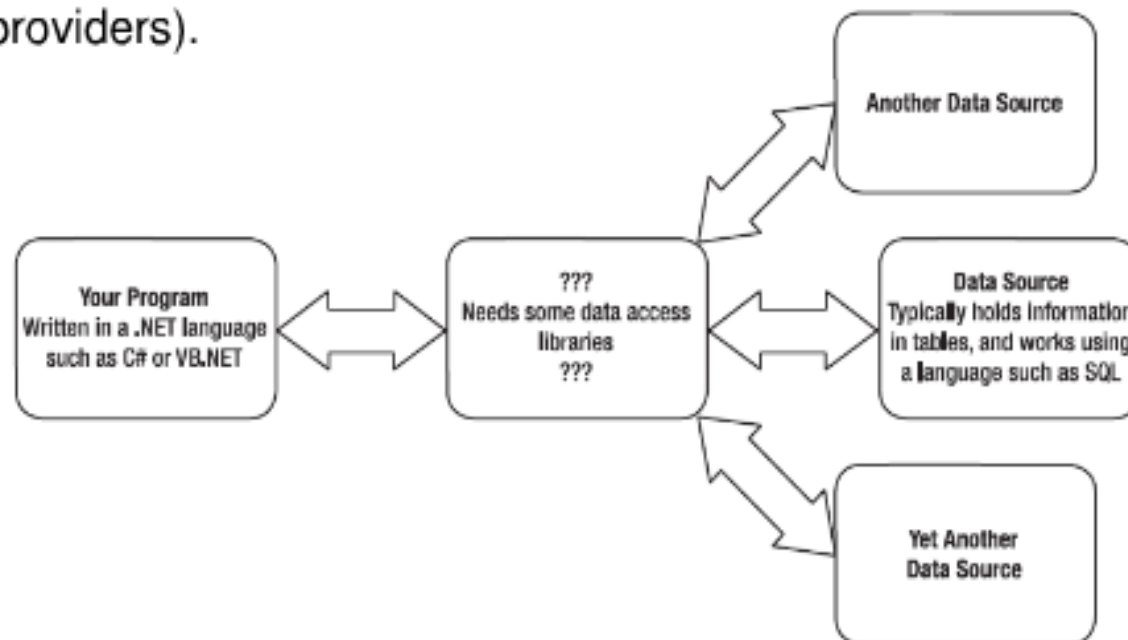 providers).
Another Data Source
Your Program
Written in a .NET language
such as C# or VB.NET
???
Needs some data access
libraries
???
Data Source
Typically holds information
in tables, and works using
a language such as SQL
Yet Another
Data Source